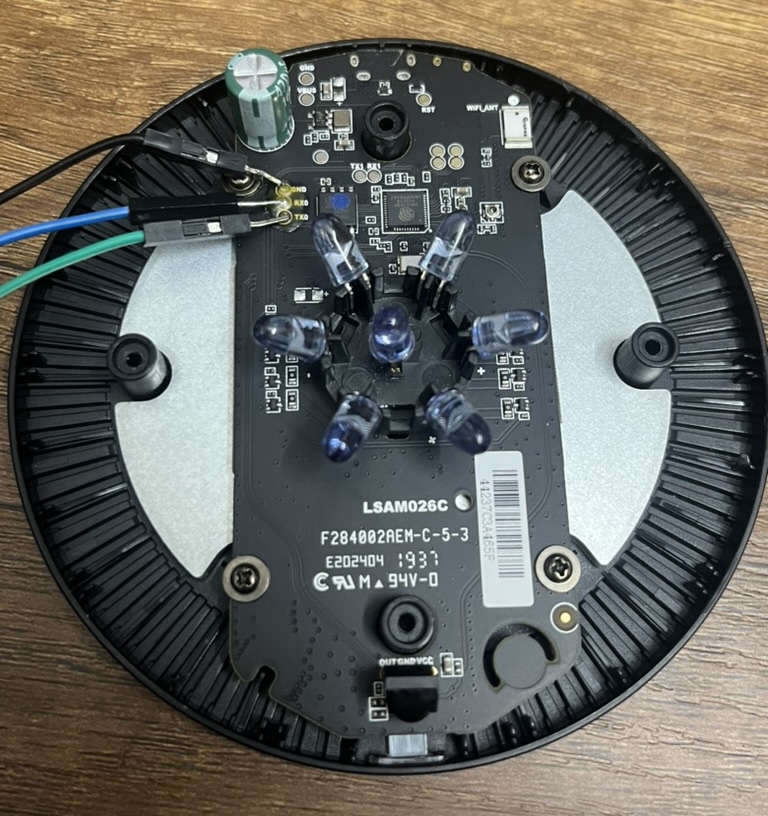 GND
VBUS
RST
WIFI_ANT
TX1 RX1
GND
RX0
TX0
+
-
+
LSAM026C
F284002AEM-C-5-3
E202404 1937
M▲94V-0
44237C3A465F
OUT GND VCC